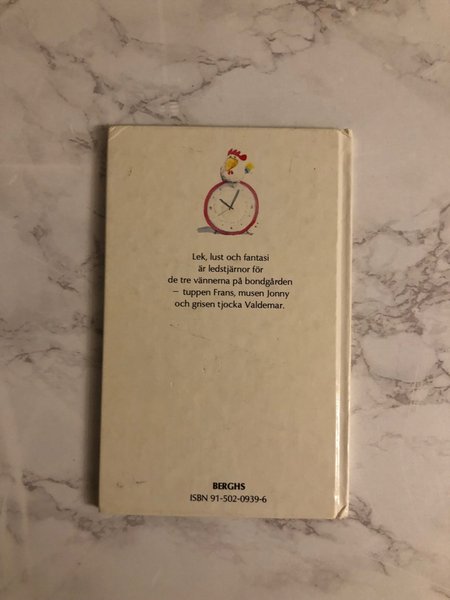 Lek, lust och fantasi
är ledstjärnor för
de tre vännerna på bondgården
– tuppen Frans, musen Jonny
och grisen tjocka Valdemar.
BERGHS
ISBN 91-502-0939-6